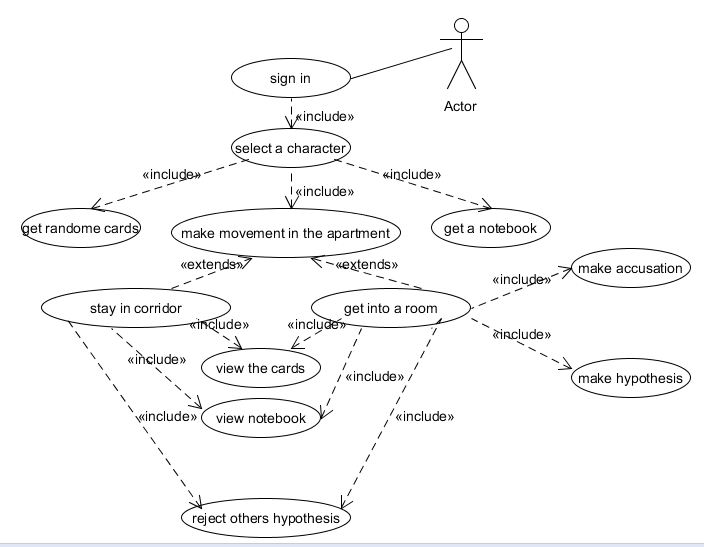 sign in
Actor
«include»
select a character
«include»
«include»
«include»
get randome cards
make movement in the apartment
get a notebook
«extends»
«extends»
make accusation
«include»
stay in corridor
get into a room
«include»
«include»
«include»
«include»
view the cards
«include»
make hypothesis
view notebook
«include»
«include»
reject others hypothesis